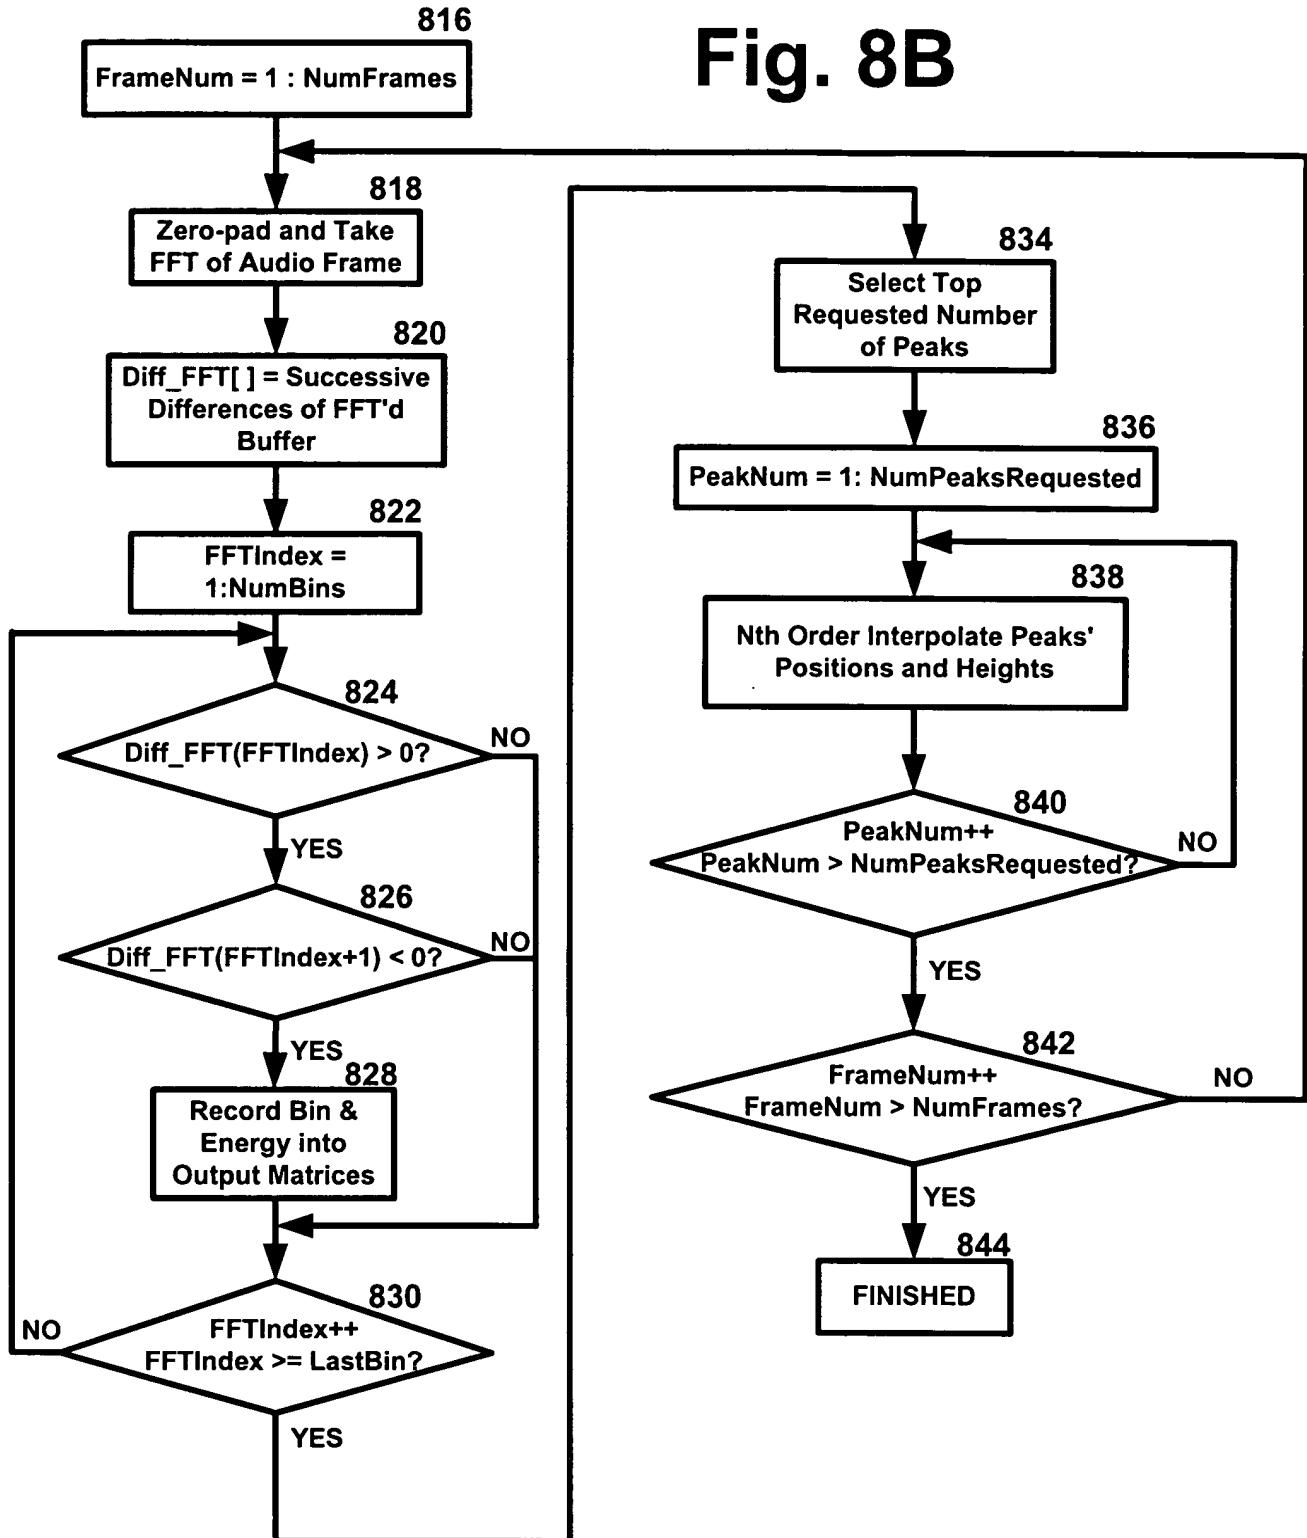 Fig. 8B
816
FrameNum = 1 : NumFrames
818
Zero-pad and Take
FFT of Audio Frame
820
Diff_FFT[ ] = Successive
Differences of FFT'd
Buffer
822
FFTIndex =
1:NumBins
824
Diff_FFT(FFTIndex) > 0?
NO
YES
826
Diff_FFT(FFTIndex+1) < 0?
NO
YES
828
Record Bin &
Energy into
Output Matrices
830
FFTIndex++
FFTIndex >= LastBin?
NO
YES
834
Select Top
Requested Number
of Peaks
836
PeakNum = 1: NumPeaksRequested
838
Nth Order Interpolate Peaks'
Positions and Heights
840
PeakNum++
PeakNum > NumPeaksRequested?
NO
YES
842
FrameNum++
FrameNum > NumFrames?
NO
YES
844
FINISHED